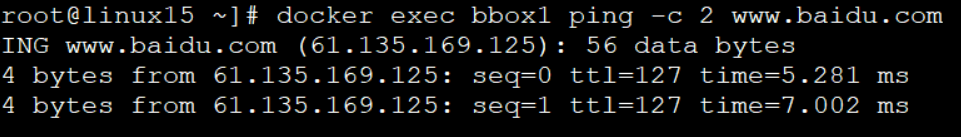 root@linux15 ~]# docker exec bbox1 ping -c 2 www.baidu.com
ING www.baidu.com (61.135.169.125): 56 data bytes
4 bytes from 61.135.169.125: seq=0 ttl=127 time=5.281 ms
4 bytes from 61.135.169.125: seq=1 ttl=127 time=7.002 ms